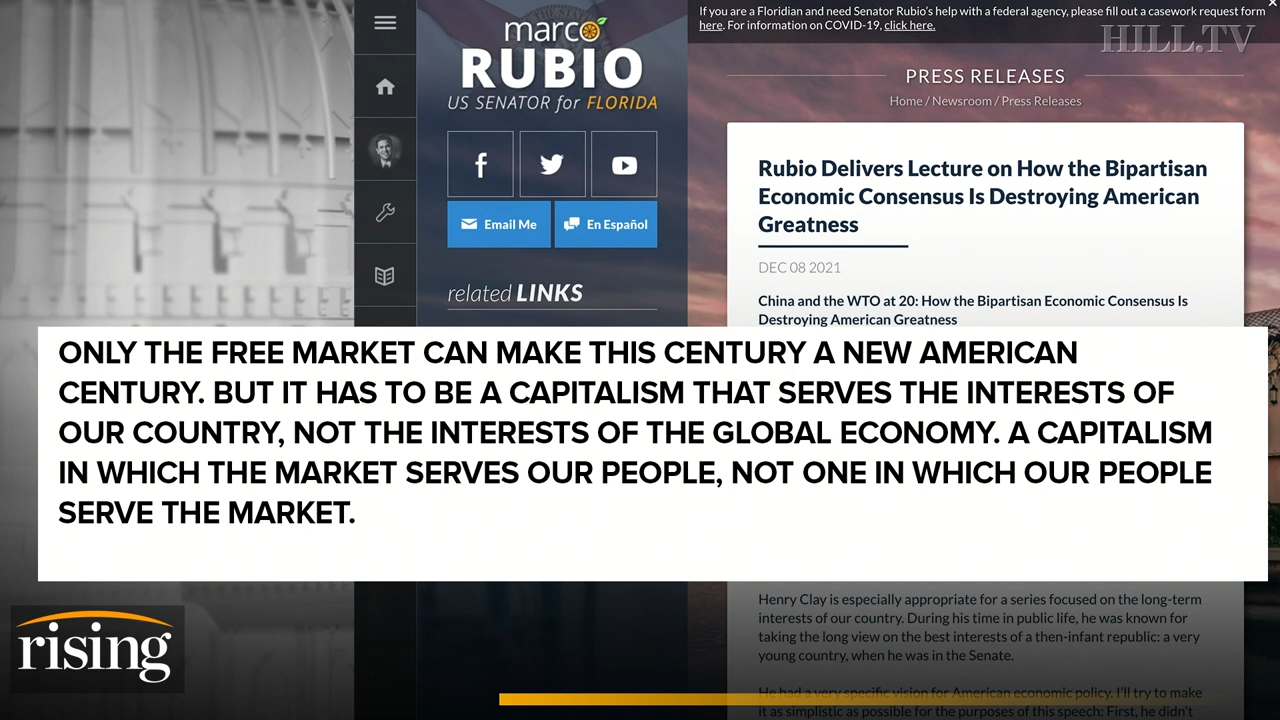 If you are a Floridian and need Senator Rubio's help with a federal agency, please fill out a casework request form
here. For information on COVID-19, click here.
HILL.TV
marco
RUBIO
US SENATOR for FLORIDA
Email Me
En Español
related LINKS
PRESS RELEASES
Home / Newsroom / Press Releases
Rubio Delivers Lecture on How the Bipartisan
Economic Consensus Is Destroying American
Greatness
DEC 08 2021
China and the WTO at 20: How the Bipartisan Economic Consensus Is
Destroying American Greatness
ONLY THE FREE MARKET CAN MAKE THIS CENTURY A NEW AMERICAN
CENTURY. BUT IT HAS TO BE A CAPITALISM THAT SERVES THE INTERESTS OF
OUR COUNTRY, NOT THE INTERESTS OF THE GLOBAL ECONOMY. A CAPITALISM
IN WHICH THE MARKET SERVES OUR PEOPLE, NOT ONE IN WHICH OUR PEOPLE
SERVE THE MARKET.
Henry Clay is especially appropriate for a series focused on the long-term
interests of our country. During his time in public life, he was known for
taking the long view on the best interests of a then-infant republic: a very
young country, when he was in the Senate.
He had a very specific vision for American economic policy. I'll try to make
it as simplistic as possible for the purposes of this speech: First, he didn't
rising